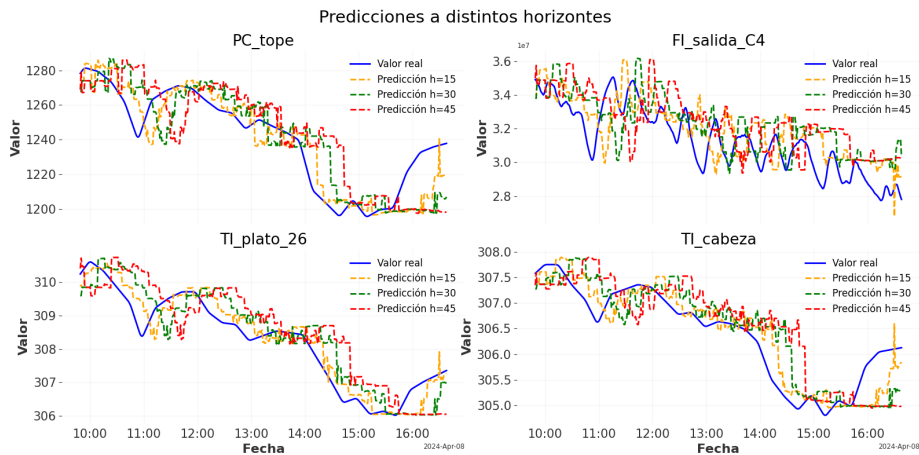 Predicciones a distintos horizontes
PC_tope
Valor
1280
1260
1240
1220
1200
Valor real
Predicción h=15
Predicción h=30
Predicción h=45
FI_salida_C4
1e7
Valor
3.6
3.4
3.2
3.0
2.8
Valor real
Predicción h=15
Predicción h=30
Predicción h=45
TI_plato_26
Valor
310
309
308
307
306
Valor real
Predicción h=15
Predicción h=30
Predicción h=45
10:00 11:00 12:00 13:00 14:00 15:00 16:00
Fecha
2024-Apr-08
TI_cabeza
Valor
308.0
307.5
307.0
306.5
306.0
305.5
305.0
Valor real
Predicción h=15
Predicción h=30
Predicción h=45
10:00 11:00 12:00 13:00 14:00 15:00 16:00
Fecha
2024-Apr-08